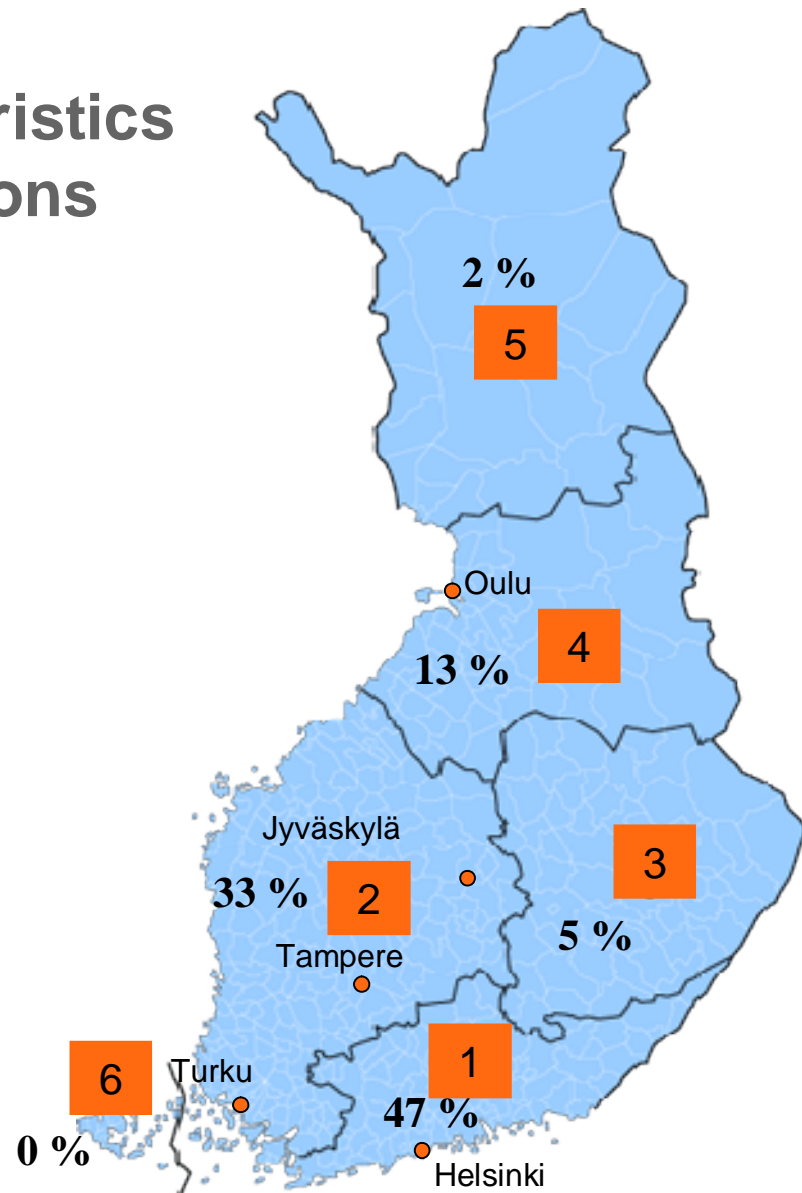 ristics
ons
2 %
5
Oulu
4
13 %
Jyväskylä
3
33 %
2
5 %
Tampere
1
6
Turku
47 %
0 %
Helsinki